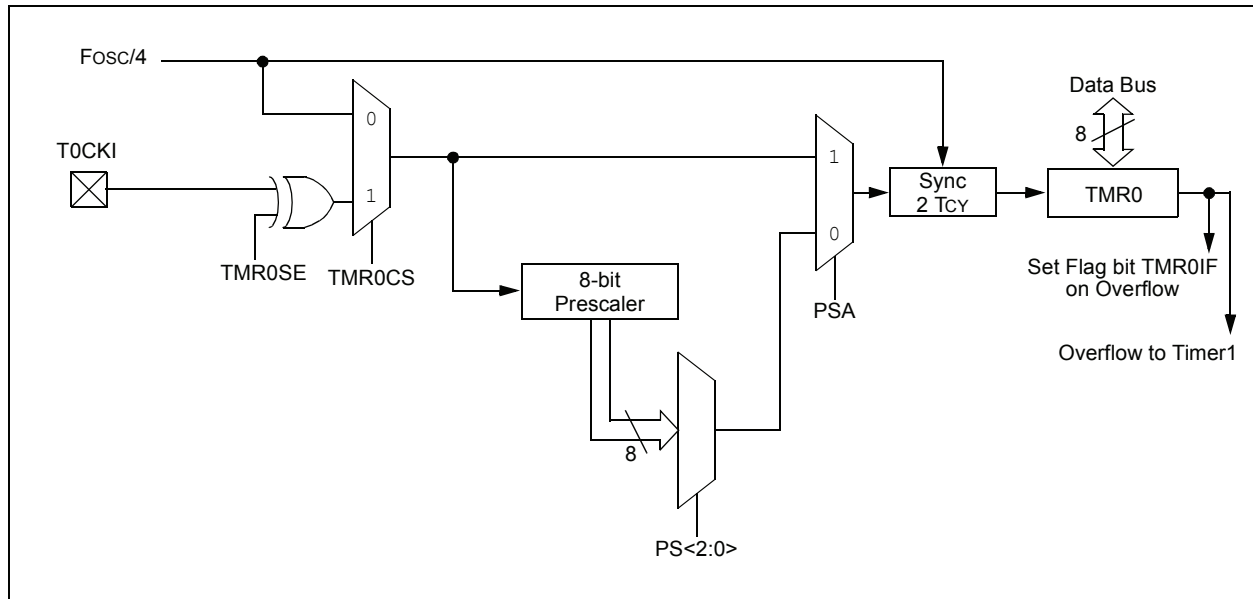 FOSC/4
Data Bus
8
T0CKI
0
1
1
0
Sync
2 TCY
TMR0
TMR0SE
TMR0CS
8-bit
Prescaler
PSA
Set Flag bit TMR0IF
on Overflow
Overflow to Timer1
8
PS<2:0>